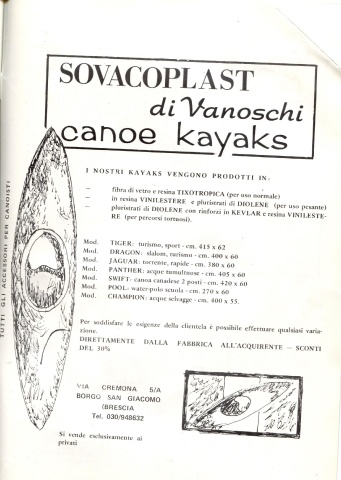 SOVACOPLAST
di Vanoschi
canoe kayaks
I NOSTRI KAYAKS VENGONO PRODOTTI IN:
— fibra di vetro e resina TIXOTROPICA (per uso normale)
— in resina VINILESTERE e pluristrati di DIOLENE (per uso pesante)
— pluristrati di DIOLENE con rinforzi in KEVLAR e resina VINILESTE-
RE (per percorsi tortuosi).
Mod. TIGER: turismo, sport - cm. 415 x 62
Mod. DRAGON: slalom, turismo - cm. 400 x 60
Mod. JAGUAR: torrente, rapide - cm. 380 x 60
Mod. PANTHER: acque tumultuose - cm. 405 x 60
Mod. SWIFT: canoa canadese 2 posti - cm. 420 x 60
Mod. POOL: water-polo scuola - cm. 270 x 60
Mod. CHAMPION: acque selvagge - cm. 400 x 55.
Per soddisfare le esigenze della clientela è possibile effettuare qualsiasi varia-
zione.
DIRETTAMENTE DALLA FABBRICA ALL'ACQUIRENTE — SCONTI
DEL 30%
VIA CREMONA 5/A
BORGO SAN GIACOMO
(BRESCIA
Tel. 030/948632
Si vende esclusivamente ai
privati
TUTTI GLI ACCESSORI PER CANOISTI